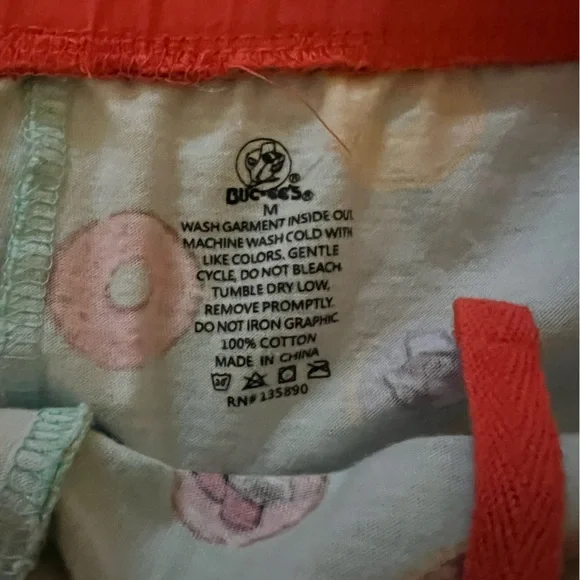 BUC-EE'S®
M
WASH GARMENT INSIDE OUT
MACHINE WASH COLD WITH
LIKE COLORS. GENTLE
CYCLE, DO NOT BLEACH
TUMBLE DRY LOW,
REMOVE PROMPTLY.
DO NOT IRON GRAPHIC
100% COTTON
MADE IN CHINA
30
RN# 135890